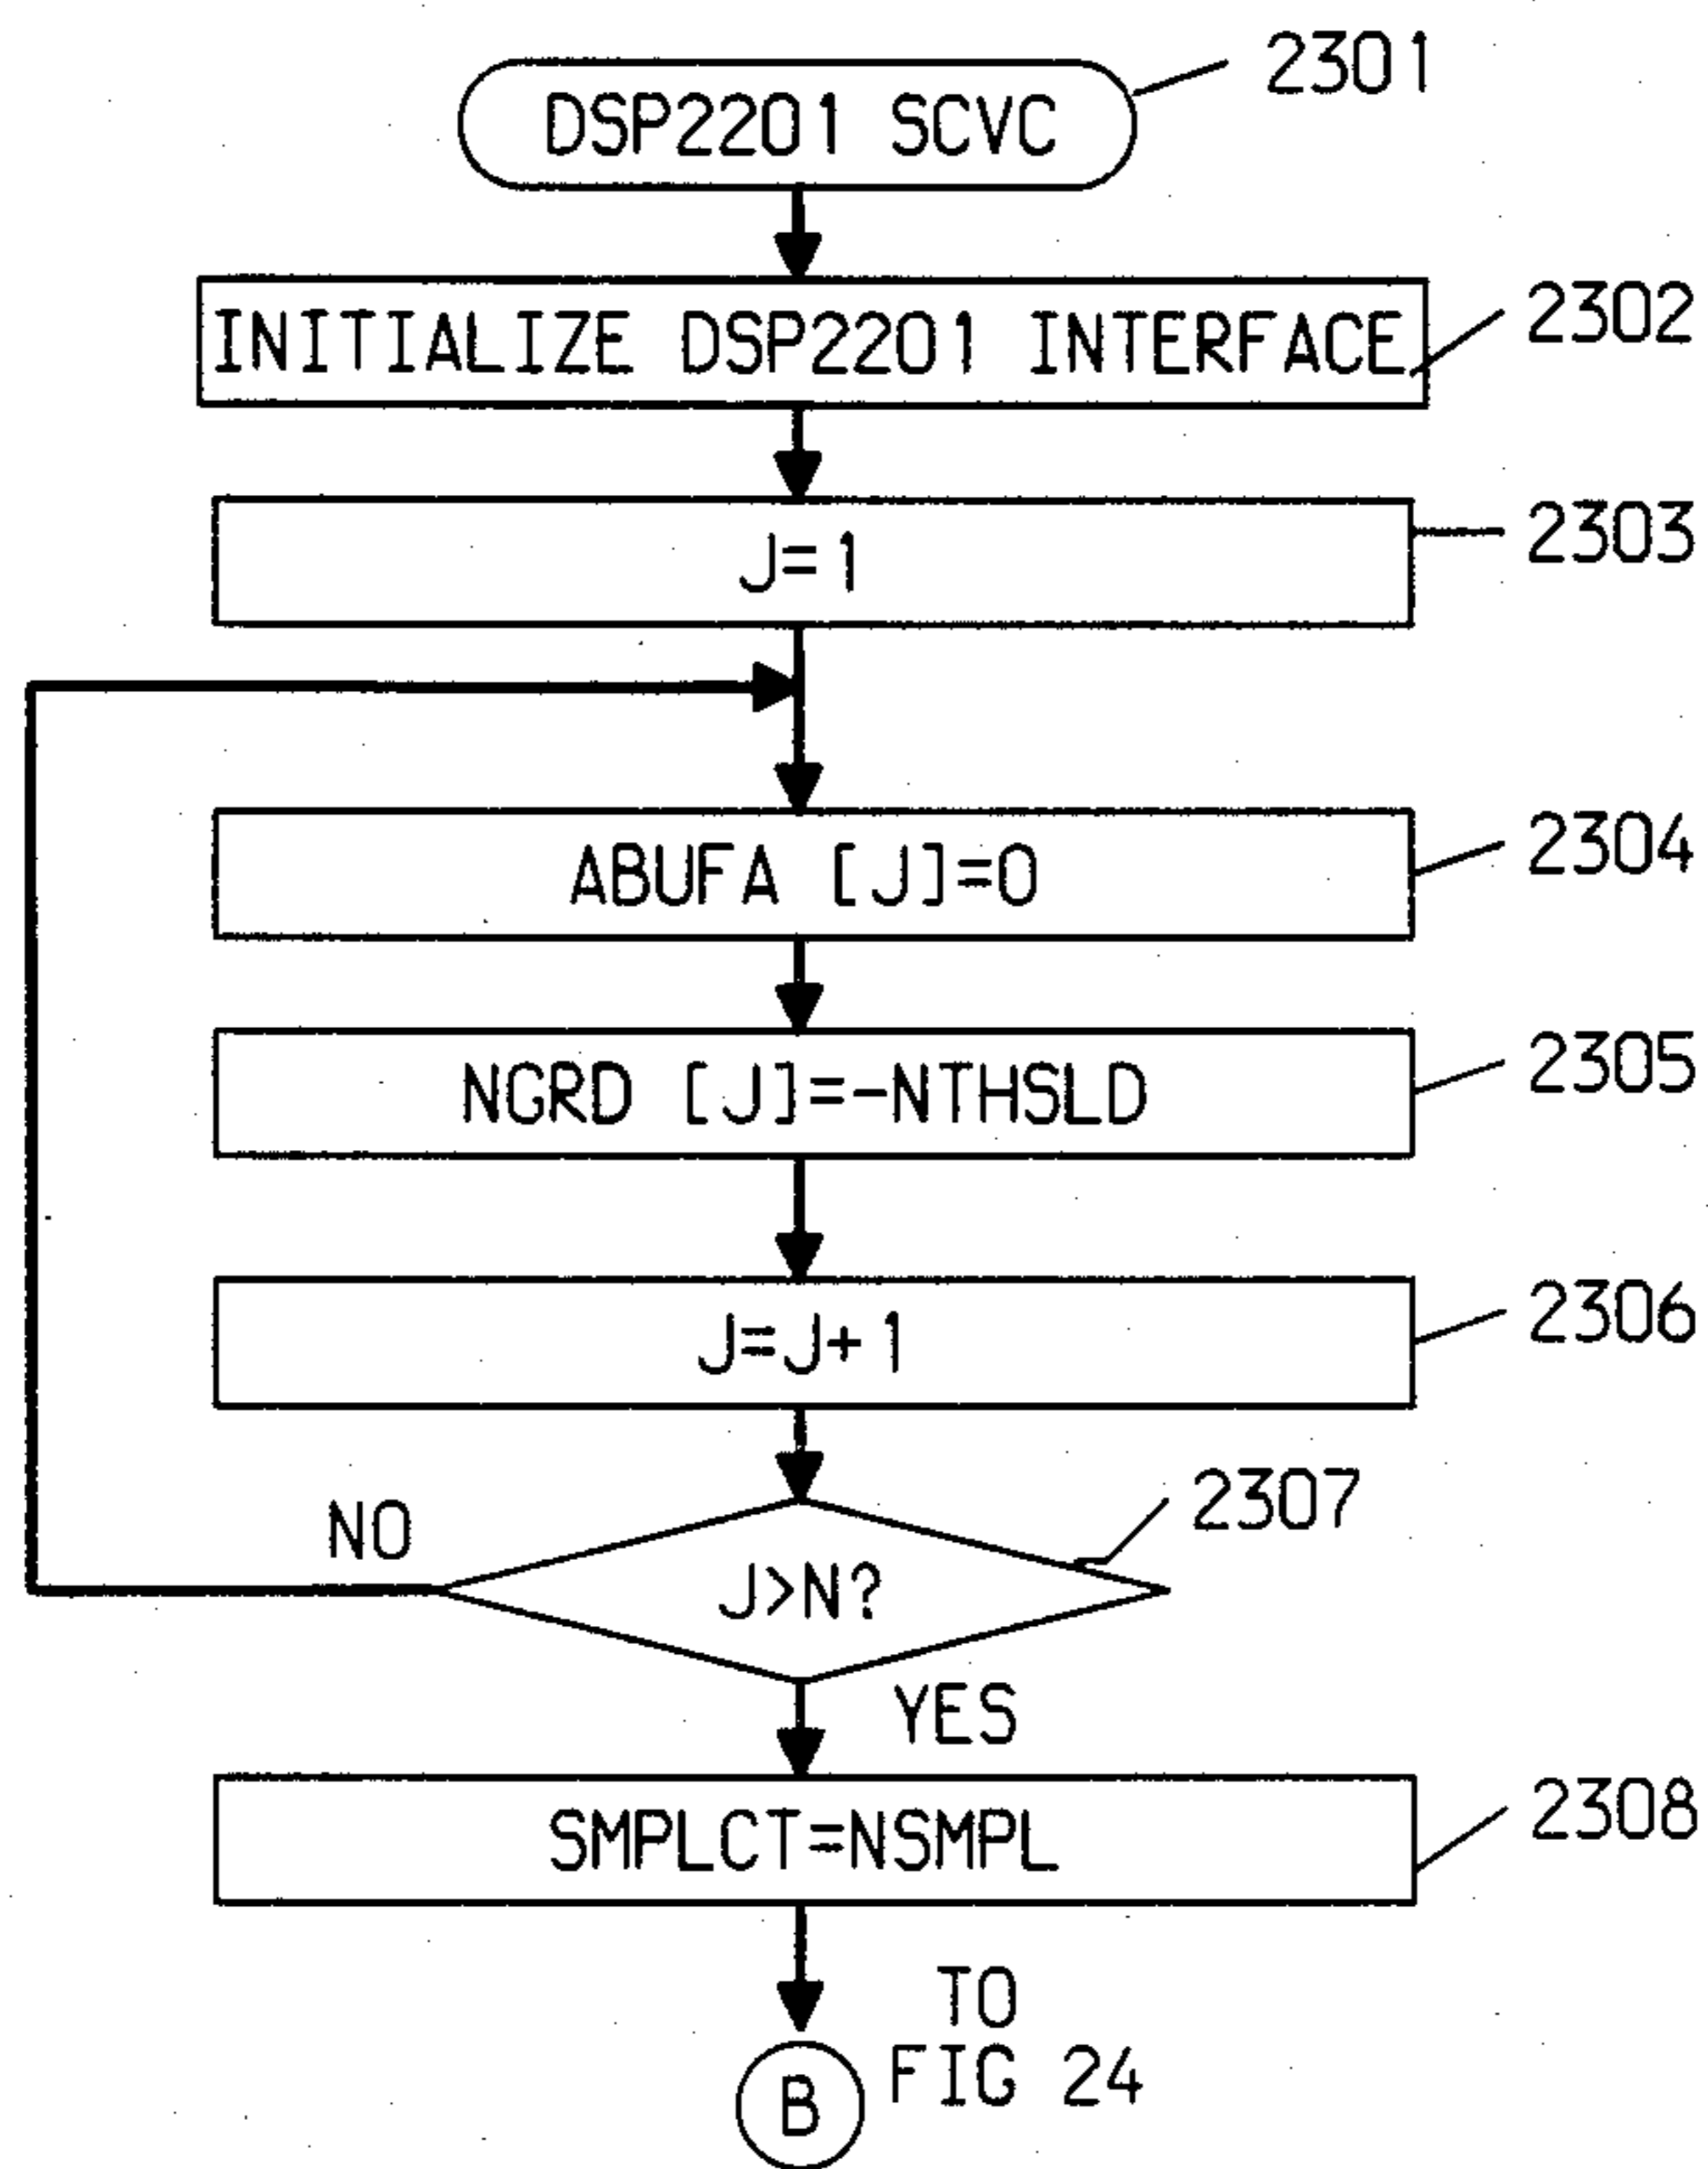 2301
DSP2201 SCVC
2302
INITIALIZE DSP2201 INTERFACE
2303
J=1
2304
ABUFA [J]=0
2305
NGRD [J]=-NTHSLD
2306
J=J+1
2307
NO
J>N?
YES
2308
SMPLCT=NSMPL
TO
FIG 24
B